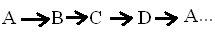 A → B → C → D → A...